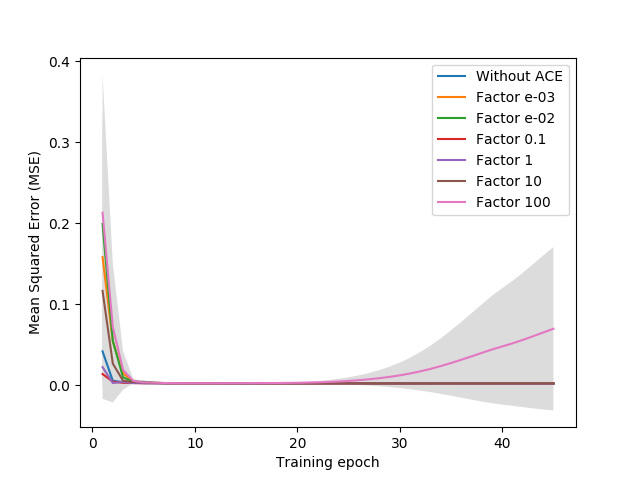 0.4
0.3
0.2
0.1
0.0
Mean Squared Error (MSE)
0
10
20
30
40
Training epoch
Without ACE
Factor e-03
Factor e-02
Factor 0.1
Factor 1
Factor 10
Factor 100